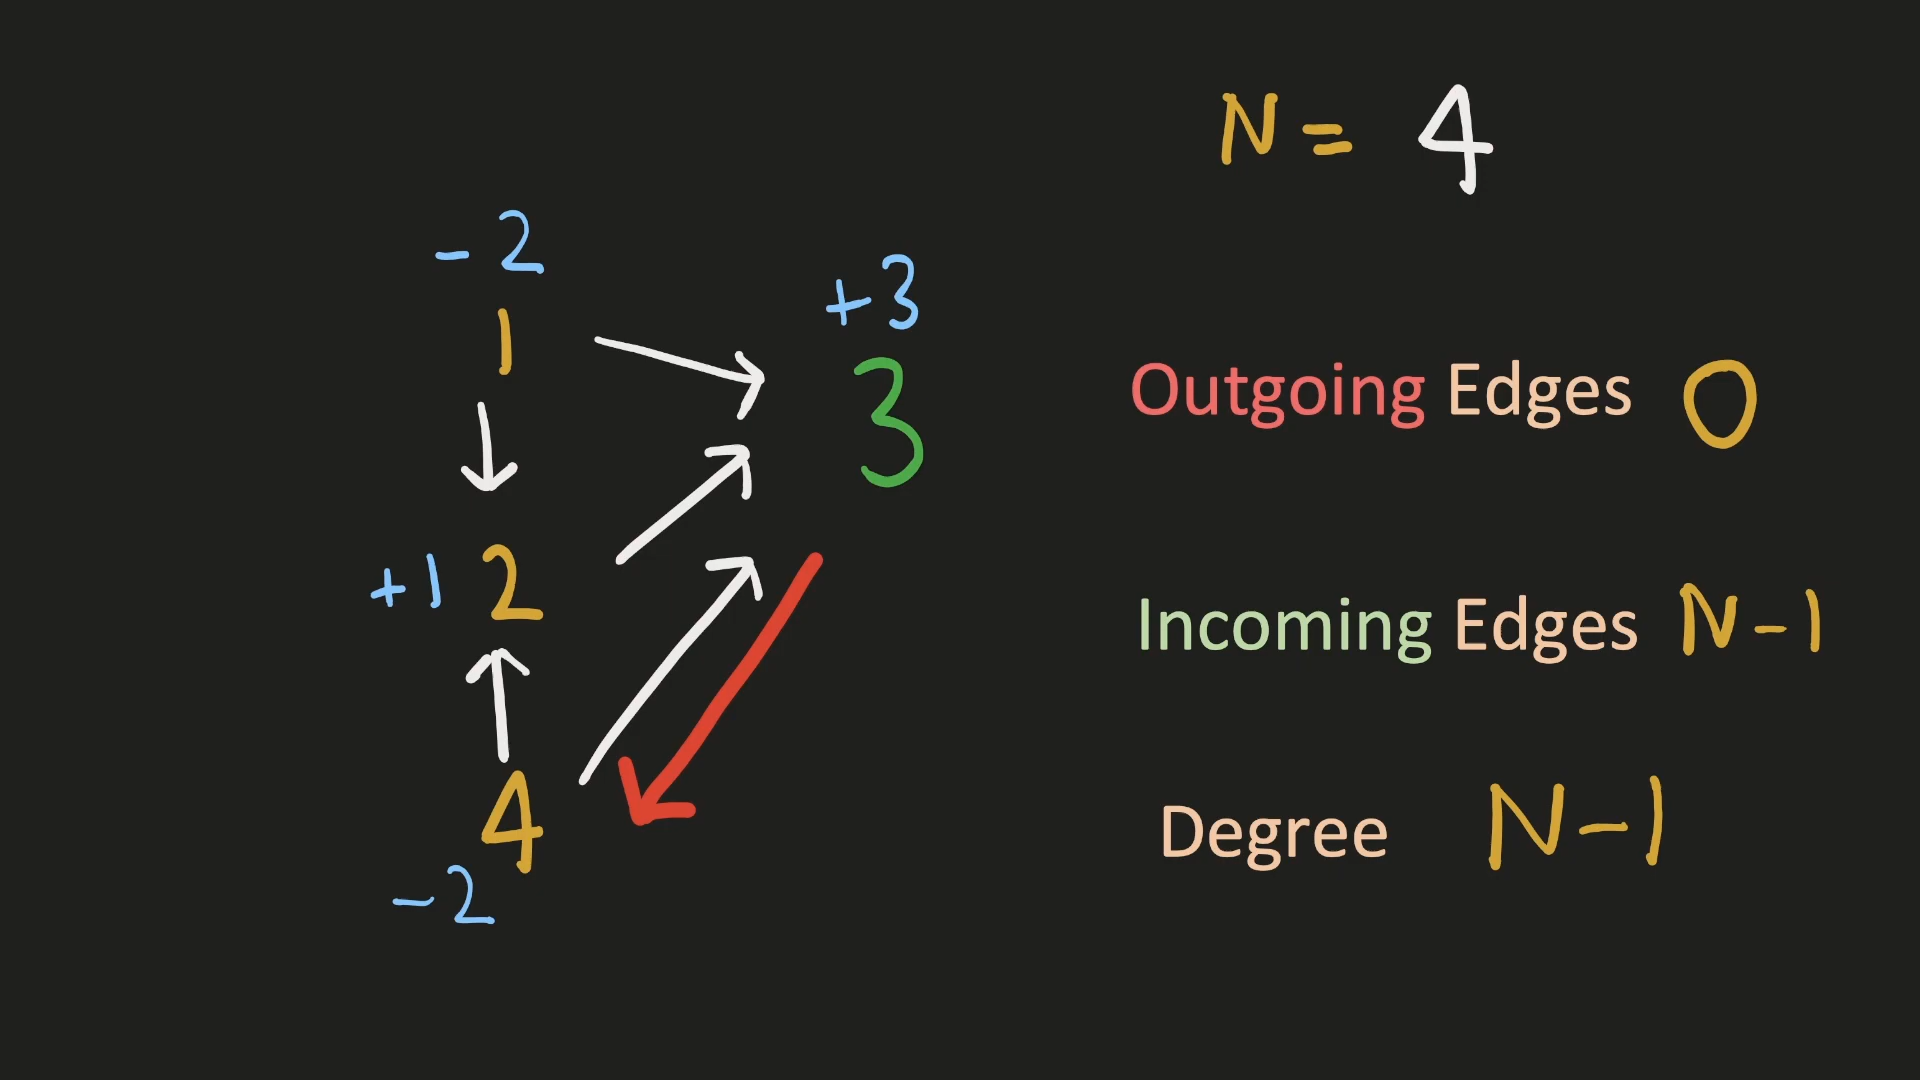 N = 4
-2
1
+3
3
+1 2
4
-2
Outgoing Edges 0
Incoming Edges N-1
Degree N-1